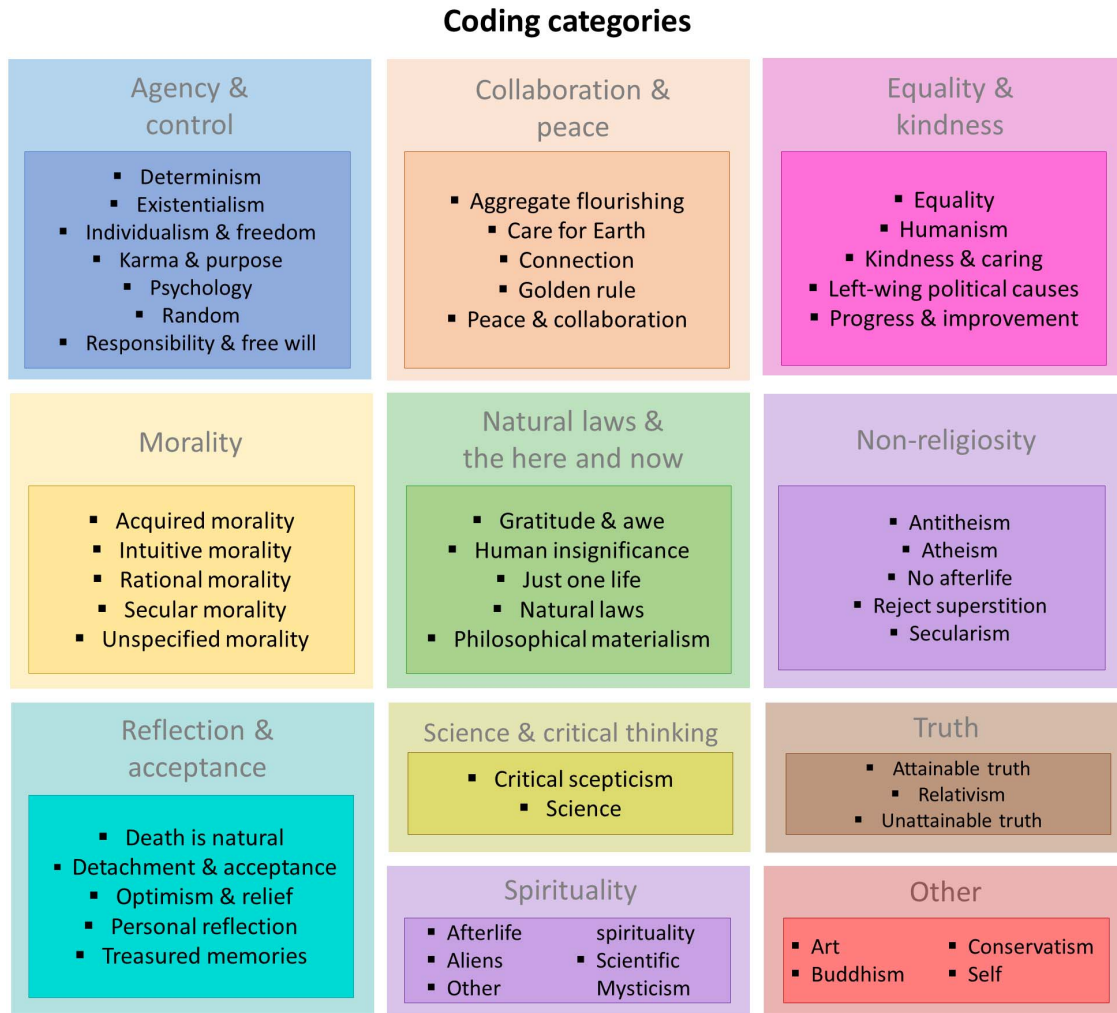 Coding categories
Agency &
control
▪ Determinism
▪ Existentialism
▪ Individualism & freedom
▪ Karma & purpose
▪ Psychology
▪ Random
▪ Responsibility & free will
Collaboration &
peace
▪ Aggregate flourishing
▪ Care for Earth
▪ Connection
▪ Golden rule
▪ Peace & collaboration
Equality &
kindness
▪ Equality
▪ Humanism
▪ Kindness & caring
▪ Left-wing political causes
▪ Progress & improvement
Morality
▪ Acquired morality
▪ Intuitive morality
▪ Rational morality
▪ Secular morality
▪ Unspecified morality
Natural laws &
the here and now
▪ Gratitude & awe
▪ Human insignificance
▪ Just one life
▪ Natural laws
▪ Philosophical materialism
Non-religiosity
▪ Antitheism
▪ Atheism
▪ No afterlife
▪ Reject superstition
▪ Secularism
Reflection &
acceptance
▪ Death is natural
▪ Detachment & acceptance
▪ Optimism & relief
▪ Personal reflection
▪ Treasured memories
Science & critical thinking
▪ Critical scepticism
▪ Science
Truth
▪ Attainable truth
▪ Relativism
▪ Unattainable truth
Spirituality
▪ Afterlife
▪ Aliens
▪ Other
spirituality
▪ Scientific
Mysticism
Other
▪ Art
▪ Buddhism
▪ Conservatism
▪ Self